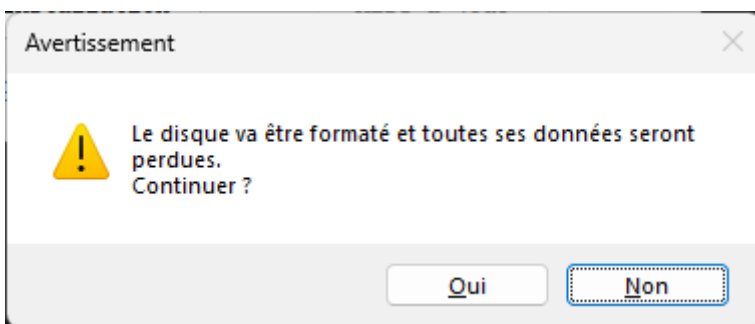 Avertissement
Le disque va être formaté et toutes ses données seront
perdues.
Continuer ?
Oui
Non